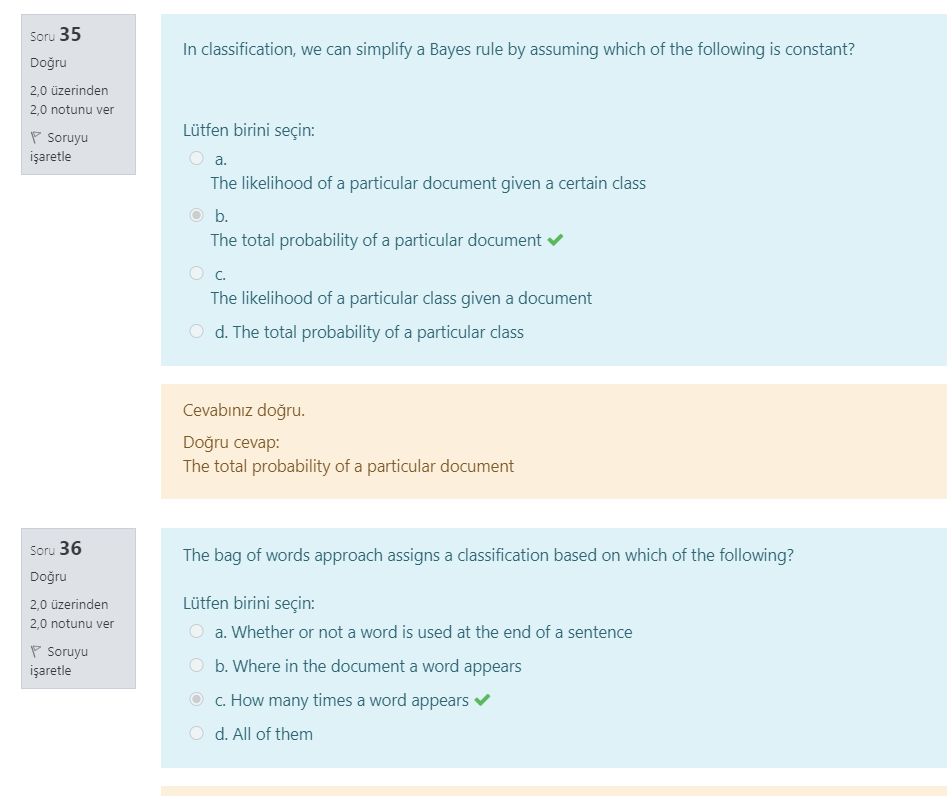 Soru 35
Doğru
2,0 üzerinden
2,0 notunu ver
Soruyu
işaretle
In classification, we can simplify a Bayes rule by assuming which of the following is constant?
Lütfen birini seçin:
a.
The likelihood of a particular document given a certain class
b.
The total probability of a particular document
c.
The likelihood of a particular class given a document
d. The total probability of a particular class
Cevabınız doğru.
Doğru cevap:
The total probability of a particular document
Soru 36
Doğru
2,0 üzerinden
2,0 notunu ver
Soruyu
işaretle
The bag of words approach assigns a classification based on which of the following?
Lütfen birini seçin:
a. Whether or not a word is used at the end of a sentence
b. Where in the document a word appears
c. How many times a word appears
d. All of them